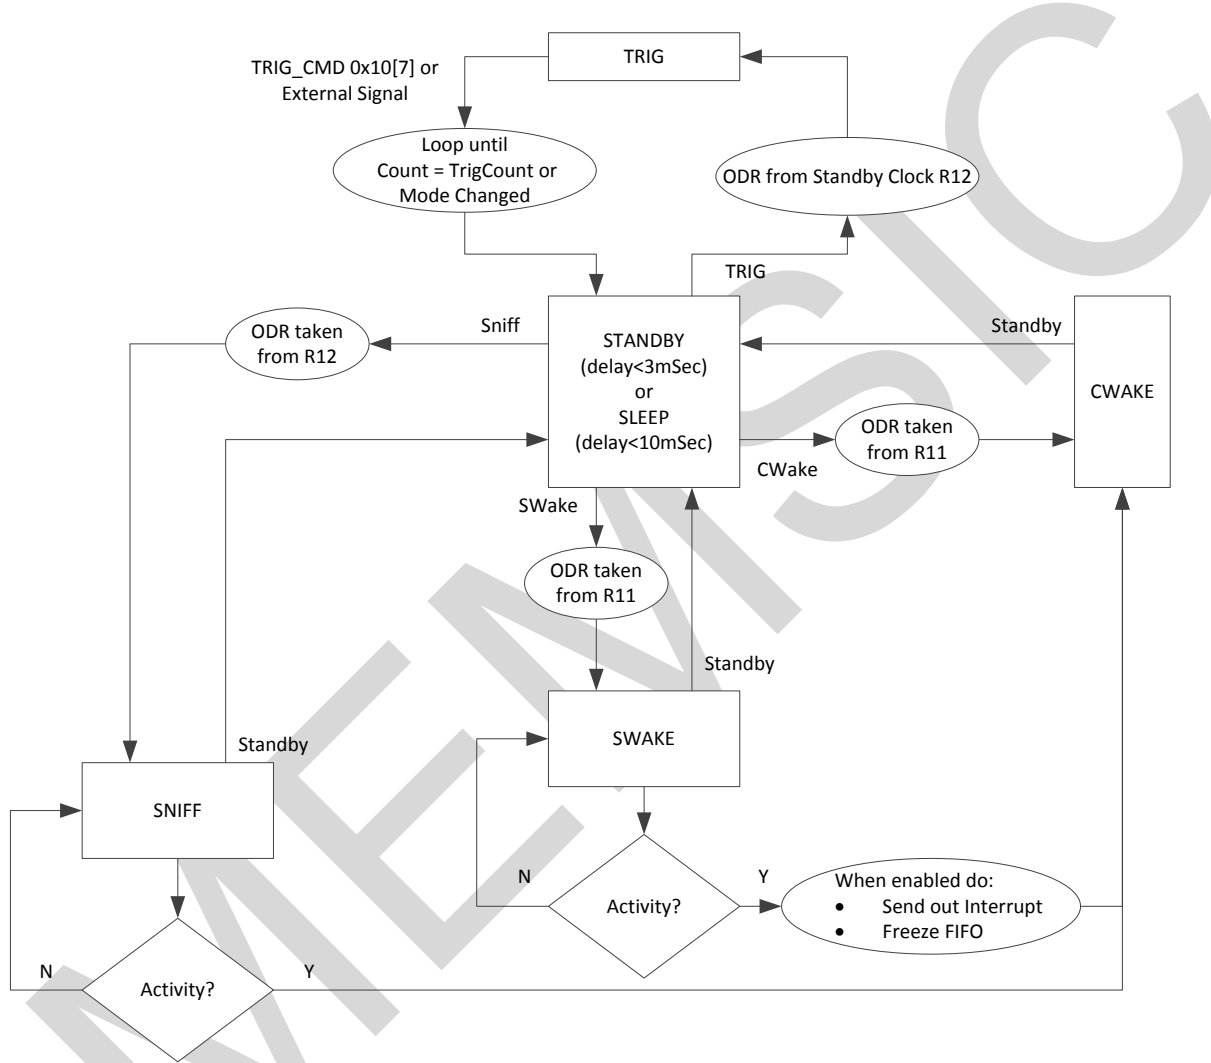 TRIG
TRIG_CMD 0x10[7] or
External Signal
Loop until
Count = TrigCount or
Mode Changed
ODR from Standby Clock R12
TRIG
Sniff
ODR taken
from R12
STANDBY
(delay<3mSec)
or
SLEEP
(delay<10mSec)
Standby
CWAKE
ODR taken
from R11
CWake
SWake
ODR taken
from R11
Standby
SWAKE
Standby
SNIFF
N
Activity?
Y
When enabled do:
• Send out Interrupt
• Freeze FIFO
N
Activity?
Y
MEMSIC